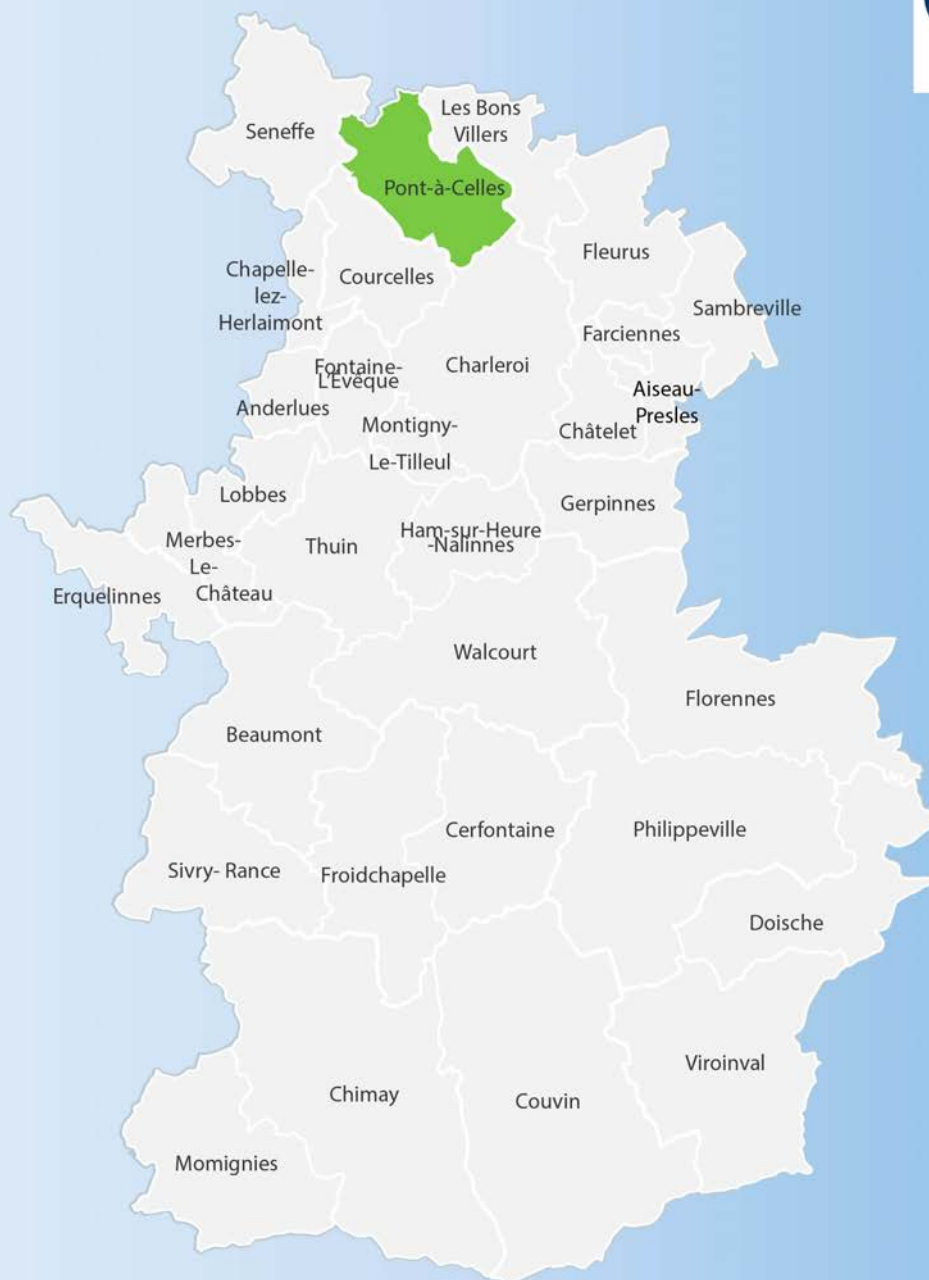 Les Bons
Villers
Seneffe
Pont-à-Celles
Fleurus
Chapelle-
lez-
Herlaimont
Courcelles
Sambreville
Farciennes
Charleroi
Fontaine-
L'Evêque
Aiseau-
Presles
Anderlues
Montigny-
Le-Tilleul
Châtelet
Lobbes
Gerpinnes
Ham-sur-Heure
-Nalinnes
Thuin
Merbes-
Le-
Château
Erquelinnes
Walcourt
Florennes
Beaumont
Cerfontaine
Philippeville
Sivry- Rance
Froidchapelle
Doische
Viroinval
Chimay
Couvin
Momignies